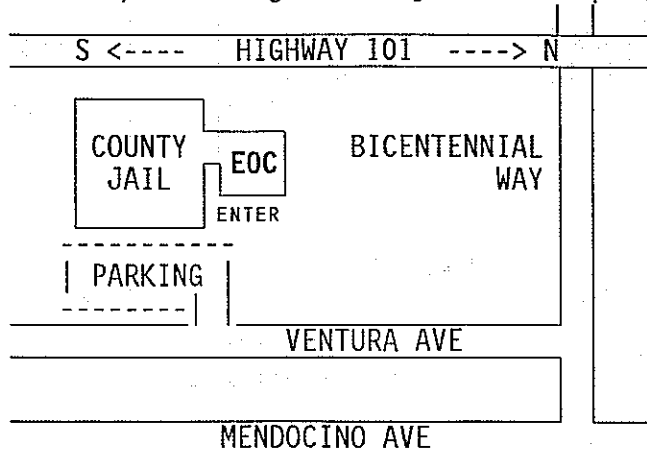 S <---- HIGHWAY 101 ----> N
COUNTY
JAIL
EOC
ENTER
BICENTENNIAL
WAY
PARKING
VENTURA AVE
MENDOCINO AVE